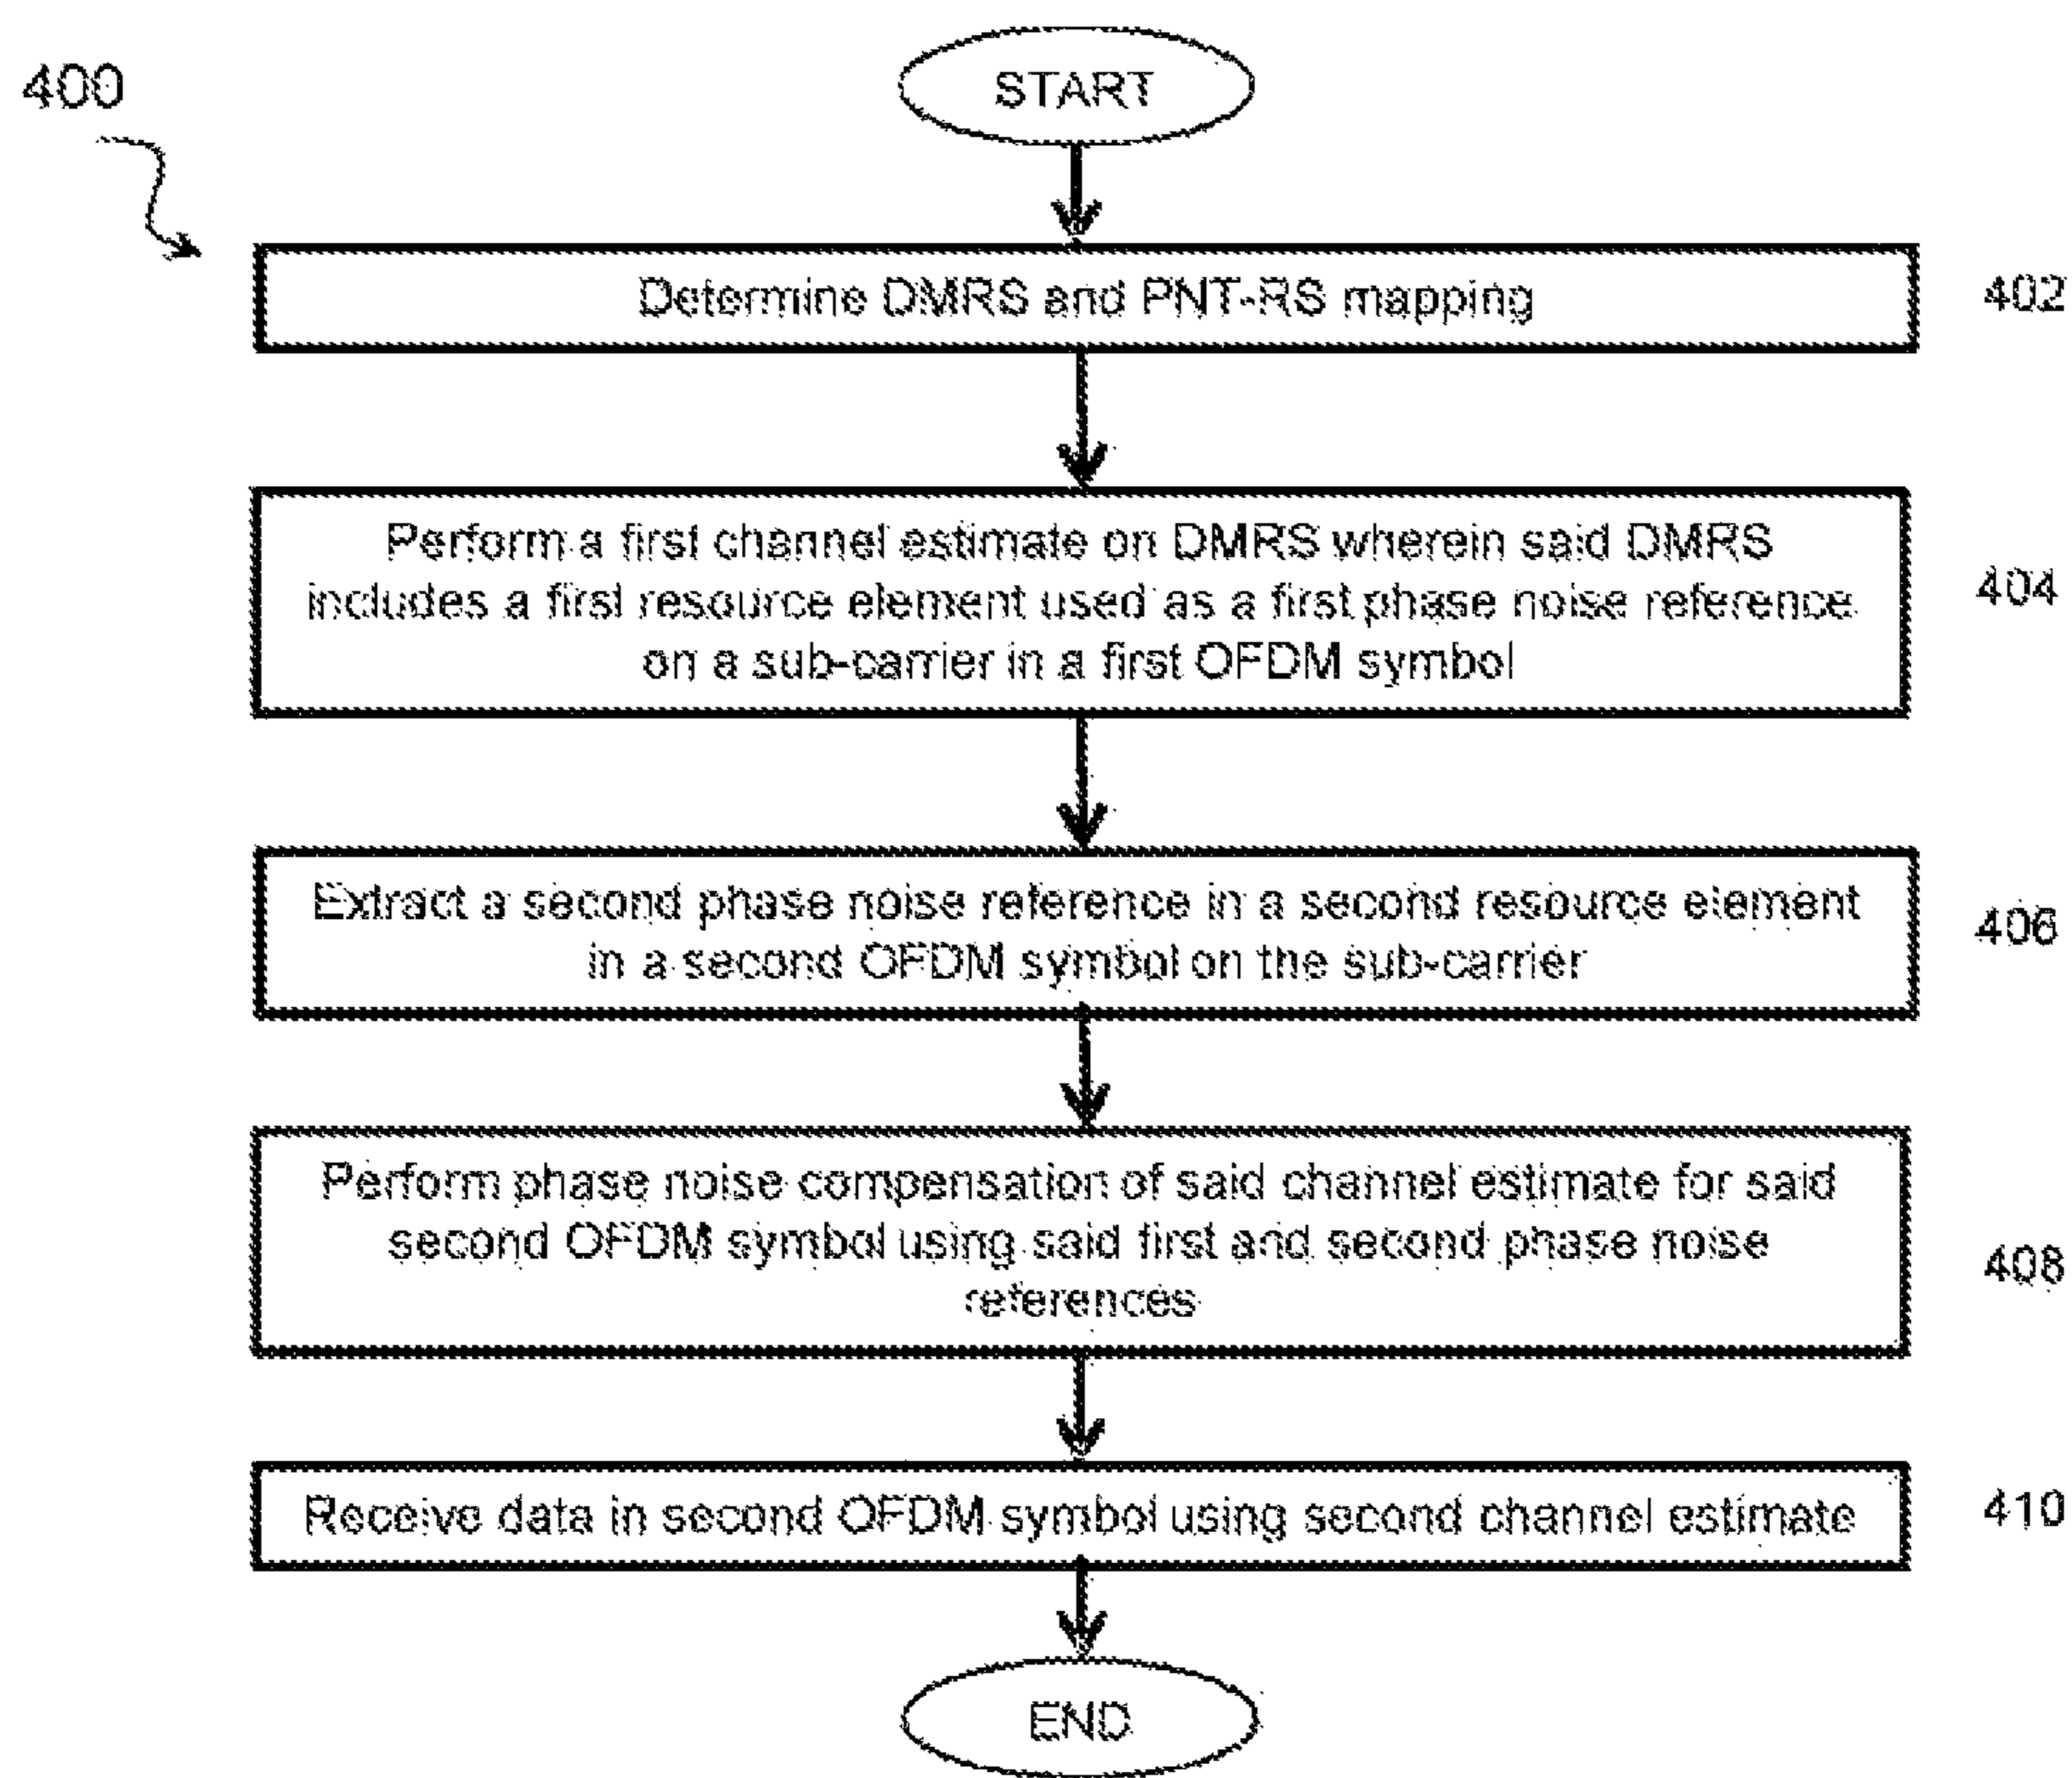 400
START
Determine DMRS and PNT-RS mapping
402
Perform a first channel estimate on DMRS wherein said DMRS
includes a first resource element used as a first phase noise reference
on a sub-carrier in a first OFDM symbol
404
Extract a second phase noise reference in a second resource element
in a second OFDM symbol on the sub-carrier
406
Perform phase noise compensation of said channel estimate for said
second OFDM symbol using said first and second phase noise
references
408
Receive data in second OFDM symbol using second channel estimate
410
END